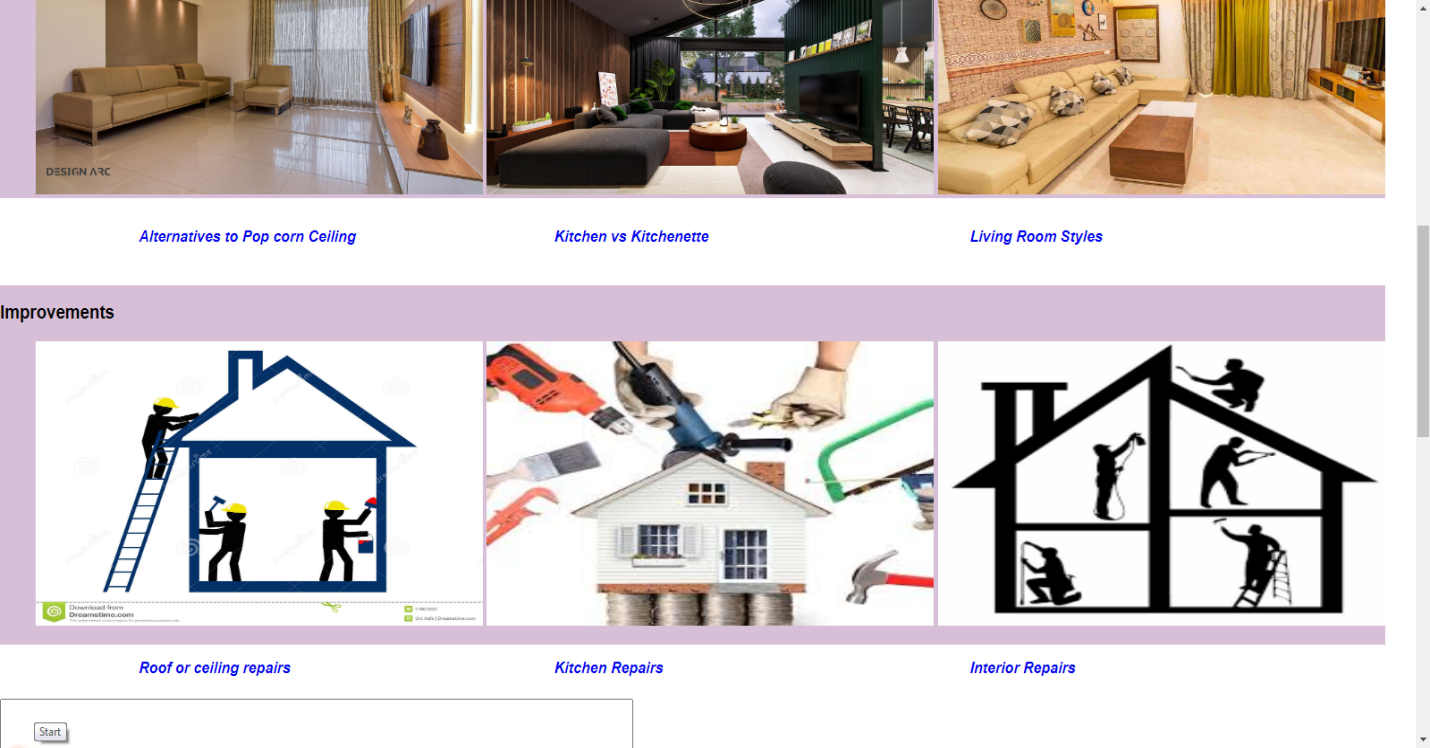 DESIGN ARC
Alternatives to Pop corn Ceiling
Kitchen vs Kitchenette
Living Room Styles
Improvements
Download from
Dreamstime.com
Roof or ceiling repairs
Kitchen Repairs
Interior Repairs
Start